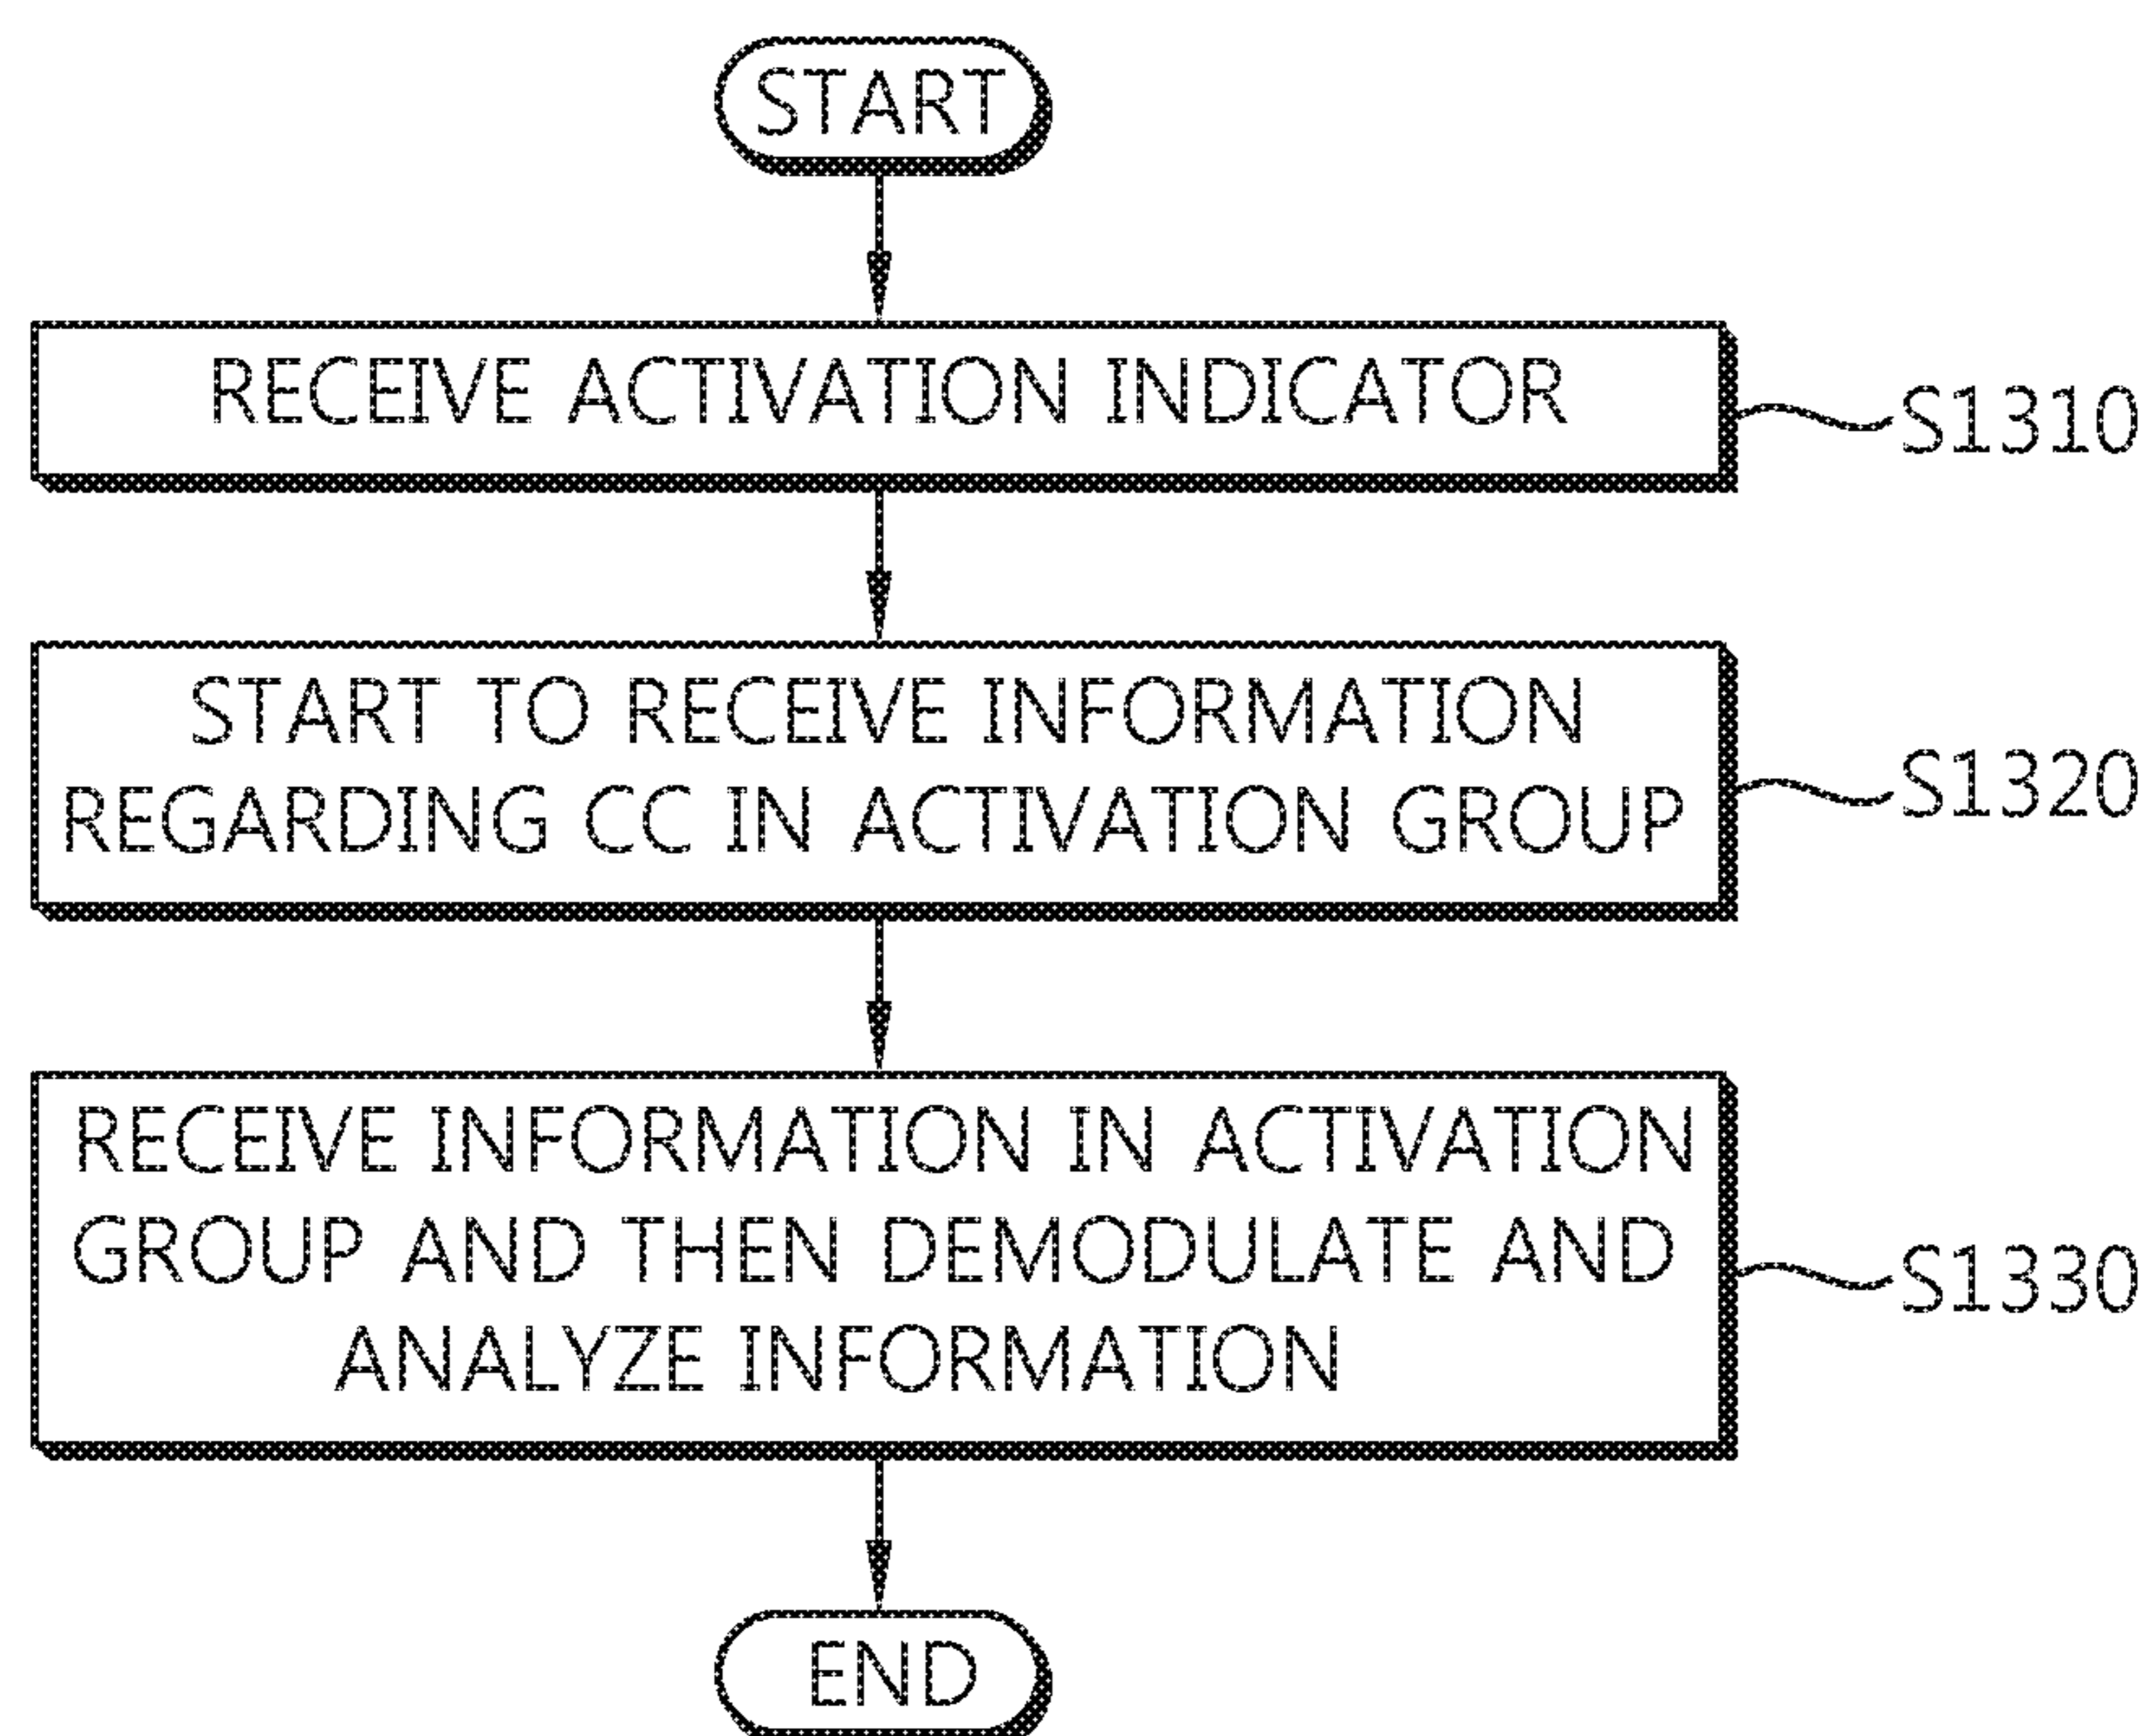 START
RECEIVE ACTIVATION INDICATOR
S1310
START TO RECEIVE INFORMATION
REGARDING CC IN ACTIVATION GROUP
S1320
RECEIVE INFORMATION IN ACTIVATION
GROUP AND THEN DEMODULATE AND
ANALYZE INFORMATION
S1330
END